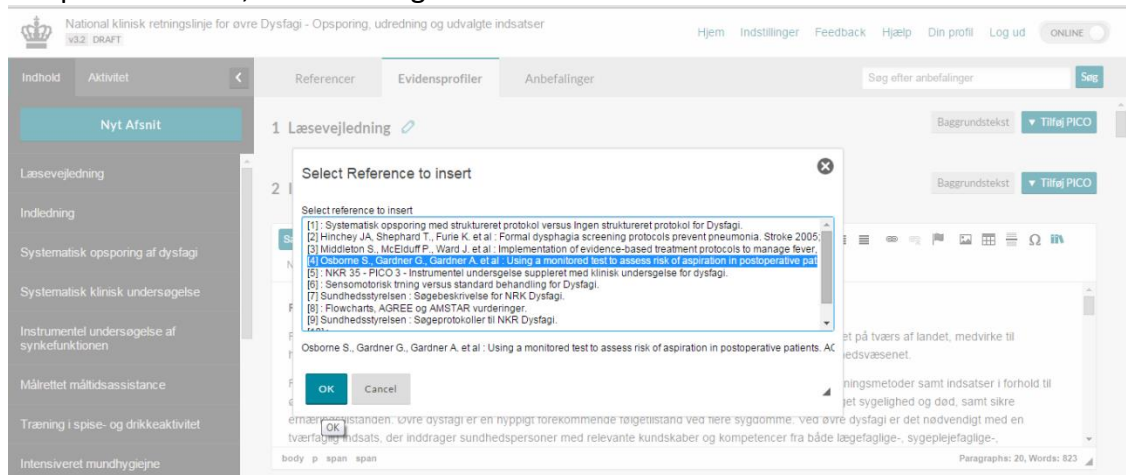 National klinisk retningslinje for øvre Dysfagi - Opsporing, udredning og udvalgte indsatser
v3.2 DRAFT
Hjem Indstillinger Feedback Hjælp Din profil Log ud ONLINE
Indhold Aktivitet
Referencer Evidensprofiler Anbefalinger
Søg efter anbefalinger Søg
Nyt Afsnit
1 Læsevejledning
Baggrundstekst Tilføj PICO
Læsevejledning
Indledning
Systematisk opsporing af dysfagi
Systematisk klinisk undersøgelse
Instrumentel undersøgelse af
synkefunktionen
Målrettet måltidsassistance
Træning i spise- og drikkeaktivitet
Intensiveret mundhygiejne
2 I
Baggrundstekst Tilføj PICO
Select Reference to insert
Select reference to insert
[1] : Systematisk opsporing med struktureret protokol versus Ingen struktureret protokol for Dysfagi.
[2] Hinchey JA, Shephard T., Furie K. et al : Formal dysphagia screening protocols prevent pneumonia. Stroke 2005;
[3] Middleton S., McElduff P., Ward J. et al : Implementation of evidence-based treatment protocols to manage fever,
[4] Osborne S., Gardner G., Gardner A. et al : Using a monitored test to assess risk of aspiration in postoperative pat
[5] : NKR 35 - PICO 3 - Instrumentel undersgelse suppleret med klinisk undersgelse for dysfagi.
[6] : Sensomotorisk trning versus standard behandling for Dysfagi.
[7] Sundhedsstyrelsen : Søgebeskrivelse for NRK Dysfagi.
[8] : Flowcharts, AGREE og AMSTAR vurderinger.
[9] Sundhedsstyrelsen : Søgeprotokoller til NKR Dysfagi.
Osborne S., Gardner G., Gardner A. et al : Using a monitored test to assess risk of aspiration in postoperative patients. AO
OK Cancel
OK
et på tværs af landet, medvirke til
edsvæsenet.
ningsmetoder samt indsatser i forhold til
get sygelighed og død, samt sikre
ernæringstilstanden. Øvre dysfagi er en hyppigt forekommende følgetilstand ved flere sygdomme. Ved øvre dysfagi er det nødvendigt med en
tværfaglig indsats, der inddrager sundhedspersoner med relevante kundskaber og kompetencer fra både lægefaglige-, sygeplejefaglige-,
body p span span
Paragraphs: 20, Words: 823